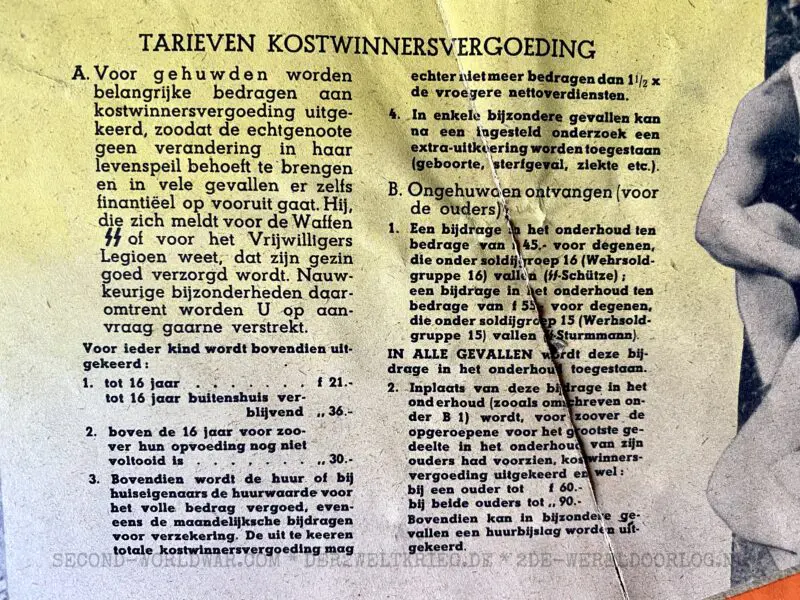 TARIEVEN KOSTWINNERSVERGOEDING
A. Voor gehuwden worden
belangrijke bedragen aan
kostwinnersvergoeding uitge-
keerd, zoodat de echtgenoote
geen verandering in haar
levenspeil behoeft te brengen
en in vele gevallen er zelfs
finantiëel op vooruit gaat. Hij,
die zich meldt voor de Waffen
ᛋᛋ of voor het Vrijwilligers
Legioen weet, dat zijn gezin
goed verzorgd wordt. Nauw-
keurige bijzonderheden daar-
omtrent worden U op aan-
vraag gaarne verstrekt.
Voor ieder kind wordt bovendien uit-
gekeerd :
1. tot 16 jaar . . . . . . . f 21.-
tot 16 jaar buitenshuis ver-
blijvend „ 36.-
2. boven de 16 jaar voor zoo-
ver hun opvoeding nog niet
voltooid is . . . . . . . „ 30.-
3. Bovendien wordt de huur of bij
huiseigenaars de huurwaarde voor
het volle bedrag vergoed, even-
eens de maandelijksche bijdragen
voor verzekering. De uit te keeren
totale kostwinnersvergoeding mag
echter niet meer bedragen dan 1 1/2 x
de vroegere nettoverdiensten.
4. In enkele bijzondere gevallen kan
na een ingesteld onderzoek een
extra-uitkeering worden toegestaan
(geboorte, sterfgeval, ziekte etc.).
B. Ongehuwden ontvangen (voor
de ouders) :
1. Een bijdrage in het onderhoud ten
bedrage van f 45.- voor degenen,
die onder soldijgroep 16 (Wehrsold-
gruppe 16) vallen (ᛋᛋ-Schütze) ;
een bijdrage in het onderhoud ten
bedrage van f 55.- voor degenen,
die onder soldijgroep 15 (Werhsold-
gruppe 15) vallen (ᛋᛋ-Sturmmann).
IN ALLE GEVALLEN wordt deze bij-
drage in het onderhoud toegestaan.
2. Inplaats van deze bijdrage in het
onderhoud (zooals omschreven on-
der B 1) wordt, voor zoover de
opgeroepene voor het grootste ge-
deelte in het onderhoud van zijn
ouders had voorzien, kostwinners-
vergoeding uitgekeerd en wel :
bij een ouder tot f 60.-
bij beide ouders tot „ 90.-
Bovendien kan in bijzondere ge-
vallen een huurbijslag worden uit-
gekeerd.
SECOND-WORLDWAR.COM * DER2WELTKRIEG.DE * 2DE-WERELDOORLOG.NL